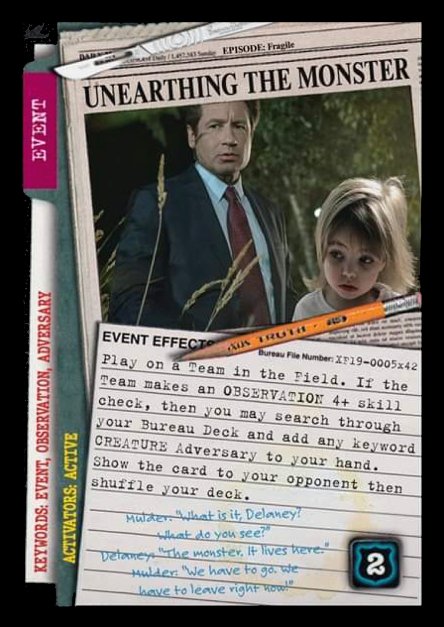 EPISODE: Fragile
UNEARTHING THE MONSTER
EVENT
TRUTH
EVENT EFFECTS
Bureau File Number: XF19-0005x42
Play on a Team in the Field. If the
Team makes an OBSERVATION 4+ skill
check, then you may search through
your Bureau Deck and add any keyword
CREATURE Adversary to your hand.
Show the card to your opponent then
shuffle your deck.
Mulder: "What is it, Delaney?
What do you see?"
Delaney: "The monster. It lives here."
Mulder: "We have to go. We
have to leave right now!"
2
KEYWORDS: EVENT, OBSERVATION, ADVERSARY
ACTIVATORS: ACTIVE